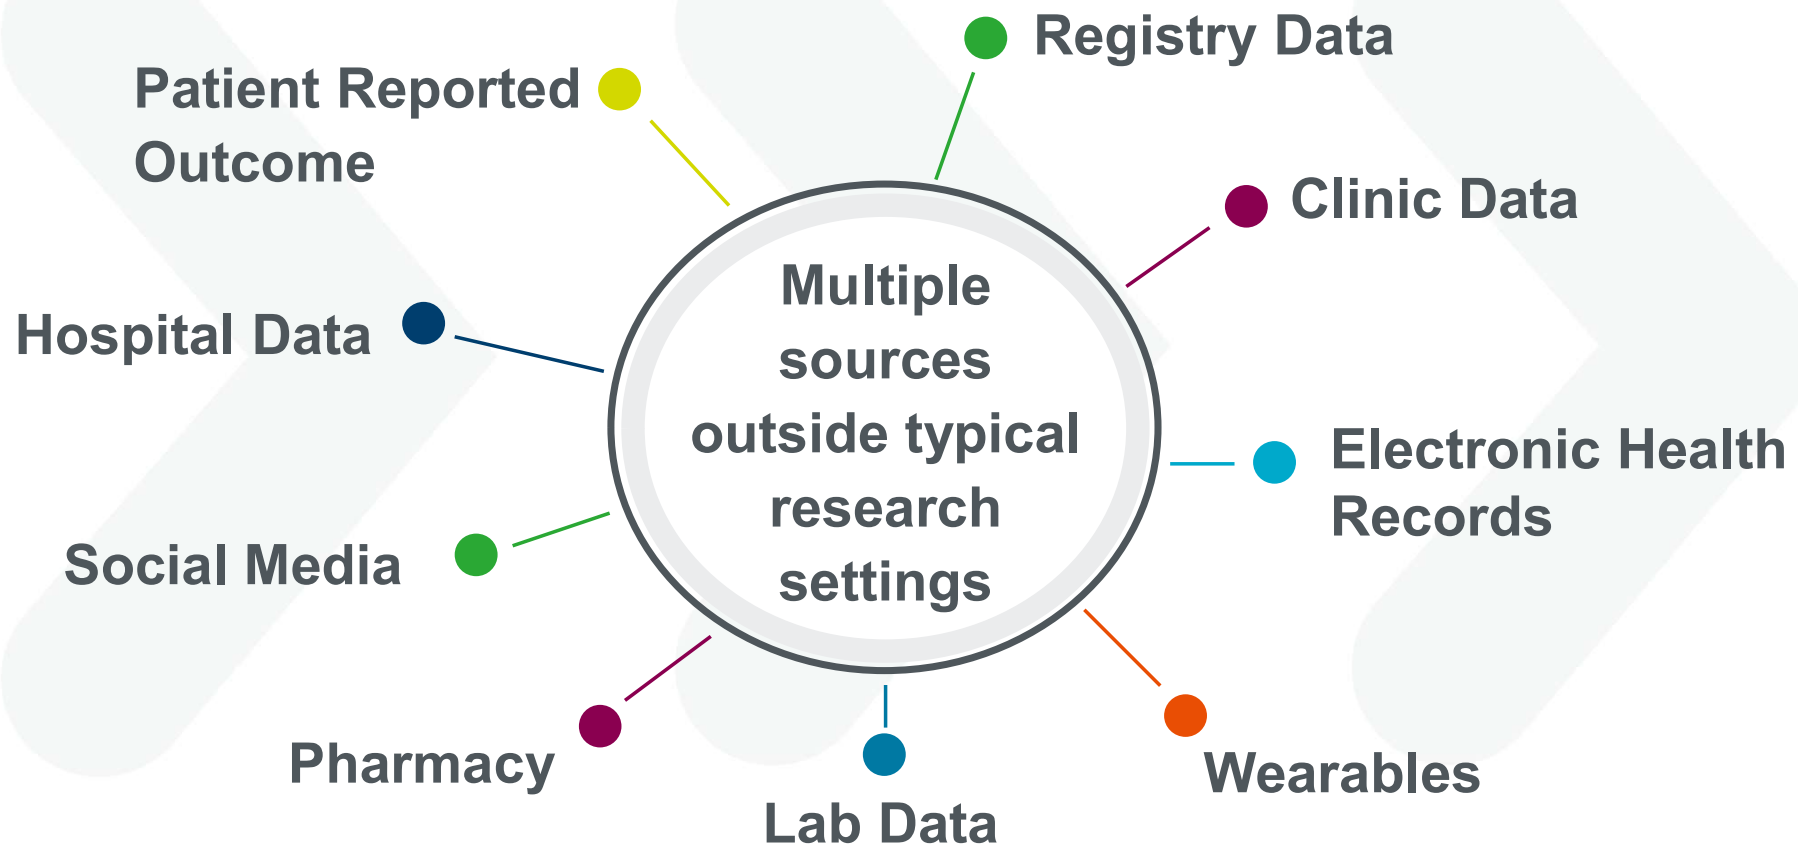 Registry Data
Patient Reported
Outcome
Clinic Data
Multiple
sources
outside typical
research
settings
Hospital Data
Electronic Health
Records
Social Media
Pharmacy
Wearables
Lab Data